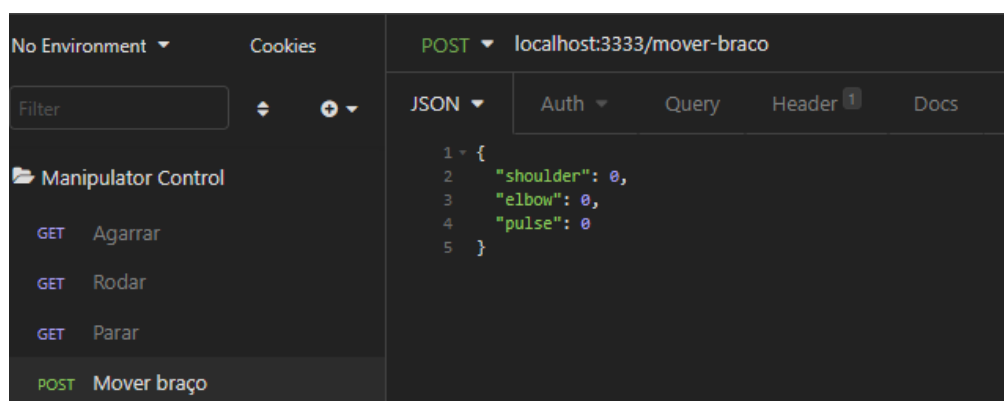 No Environment Cookies
Filter
Manipulator Control
GET Agarrar
GET Rodar
GET Parar
POST Mover braço
POST localhost:3333/mover-braco
JSON Auth Query Header 1 Docs
1 {
2 "shoulder": 0,
3 "elbow": 0,
4 "pulse": 0
5 }